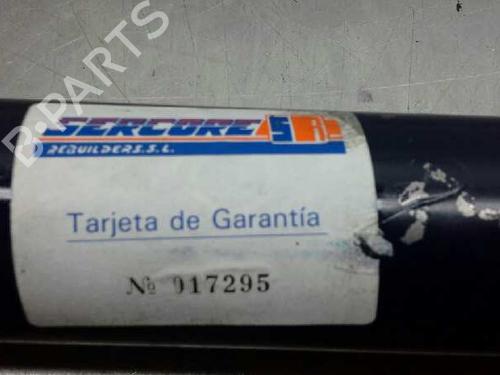 B-PARTS
SERCORE S.A.
REBUILDERS.S.L.
Tarjeta de Garantía
Nº 017295